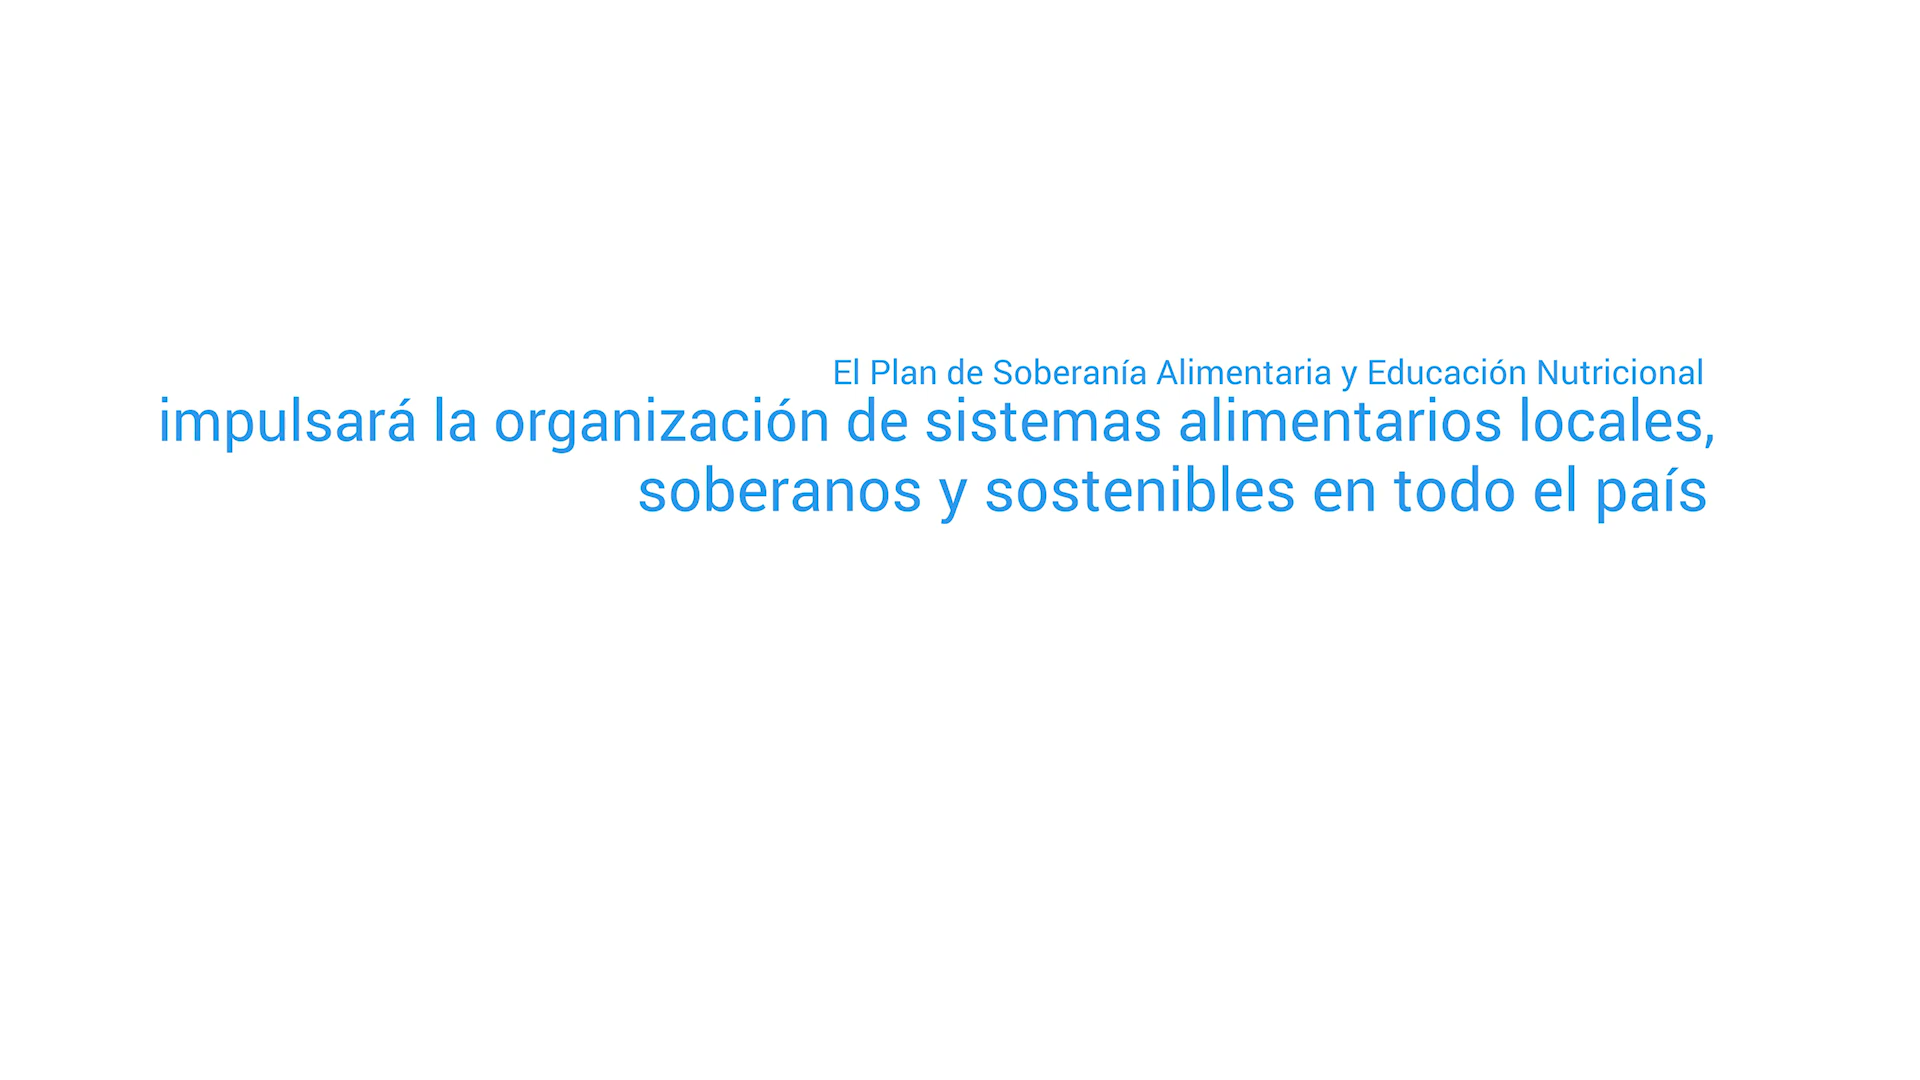 El Plan de Soberanía Alimentaria y Educación Nutricional
impulsará la organización de sistemas alimentarios locales,
soberanos y sostenibles en todo el país